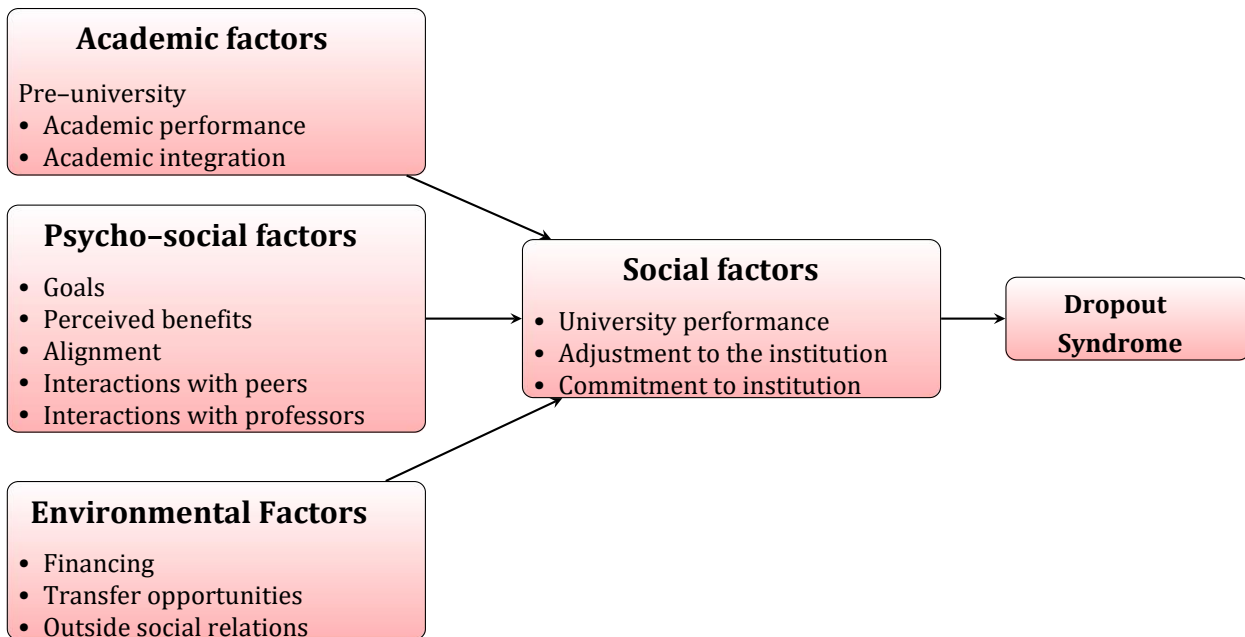 Academic factors
Pre–university
• Academic performance
• Academic integration
Psycho–social factors
• Goals
• Perceived benefits
• Alignment
• Interactions with peers
• Interactions with professors
Environmental Factors
• Financing
• Transfer opportunities
• Outside social relations
Social factors
• University performance
• Adjustment to the institution
• Commitment to institution
Dropout
Syndrome